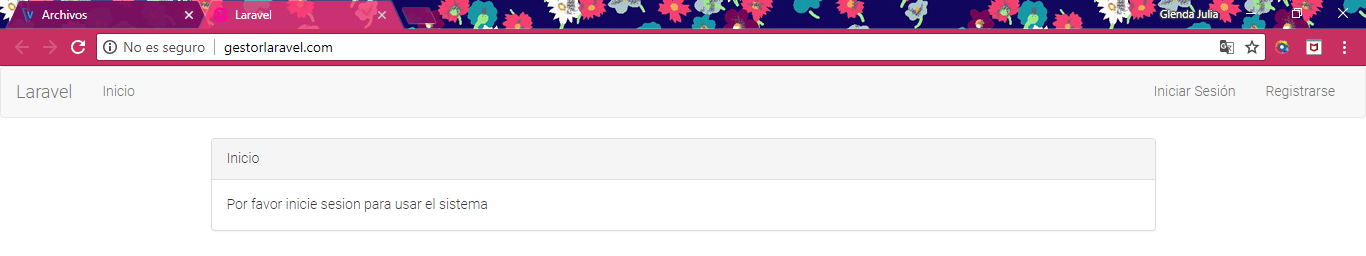 Archivos
Laravel
Glenda Julia
No es seguro
gestorlaravel.com
Laravel
Inicio
Iniciar Sesión
Registrarse
Inicio
Por favor inicie sesion para usar el sistema